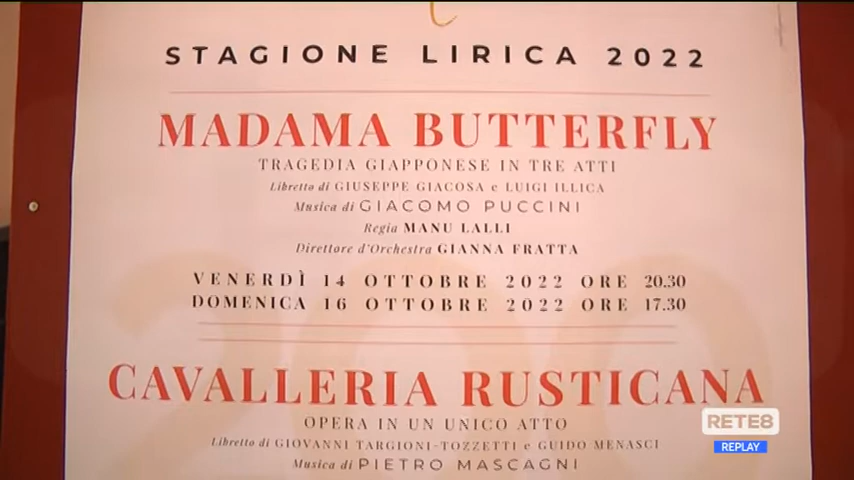 STAGIONE LIRICA 2022
MADAMA BUTTERFLY
TRAGEDIA GIAPPONESE IN TRE ATTI
Libretto di GIUSEPPE GIACOSA e LUIGI ILLICA
Musica di GIACOMO PUCCINI
Regia MANU LALLI
Direttore d'Orchestra GIANNA FRATTA
VENERDÌ 14 OTTOBRE 2022 ORE 20.30
DOMENICA 16 OTTOBRE 2022 ORE 17.30
CAVALLERIA RUSTICANA
OPERA IN UN UNICO ATTO
Libretto di GIOVANNI TARGIONI-TOZZETTI e GUIDO MENASCI
Musica di PIETRO MASCAGNI
RETE8
REPLAY